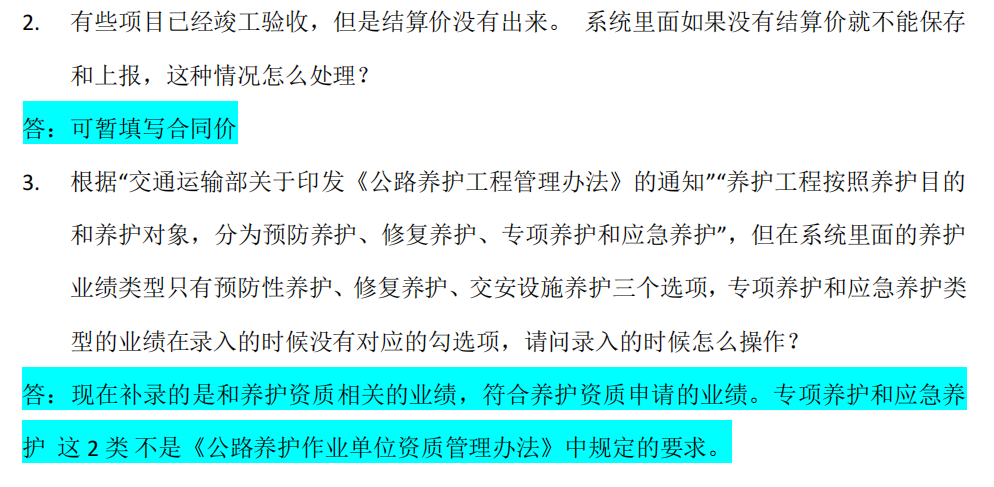 2. 有些项目已经竣工验收，但是结算价没有出来。 系统里面如果没有结算价就不能保存
和上报，这种情况怎么处理？
答：可暂填写合同价
3. 根据“交通运输部关于印发《公路养护工程管理办法》的通知”“养护工程按照养护目的
和养护对象，分为预防养护、修复养护、专项养护和应急养护”，但在系统里面的养护
业绩类型只有预防性养护、修复养护、交安设施养护三个选项，专项养护和应急养护类
型的业绩在录入的时候没有对应的勾选项，请问录入的时候怎么操作？
答：现在补录的是和养护资质相关的业绩，符合养护资质申请的业绩。专项养护和应急养
护 这 2 类 不是《公路养护作业单位资质管理办法》中规定的要求。